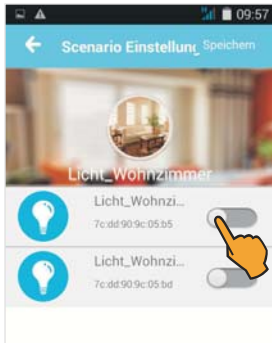 09:57
Scenario Einstellung Speichern
Licht_Wohnzimmer
Licht_Wohnzi...
7c:dd:90:9c:05:b5
Licht_Wohnzi...
7c:dd:90:9c:05:bd